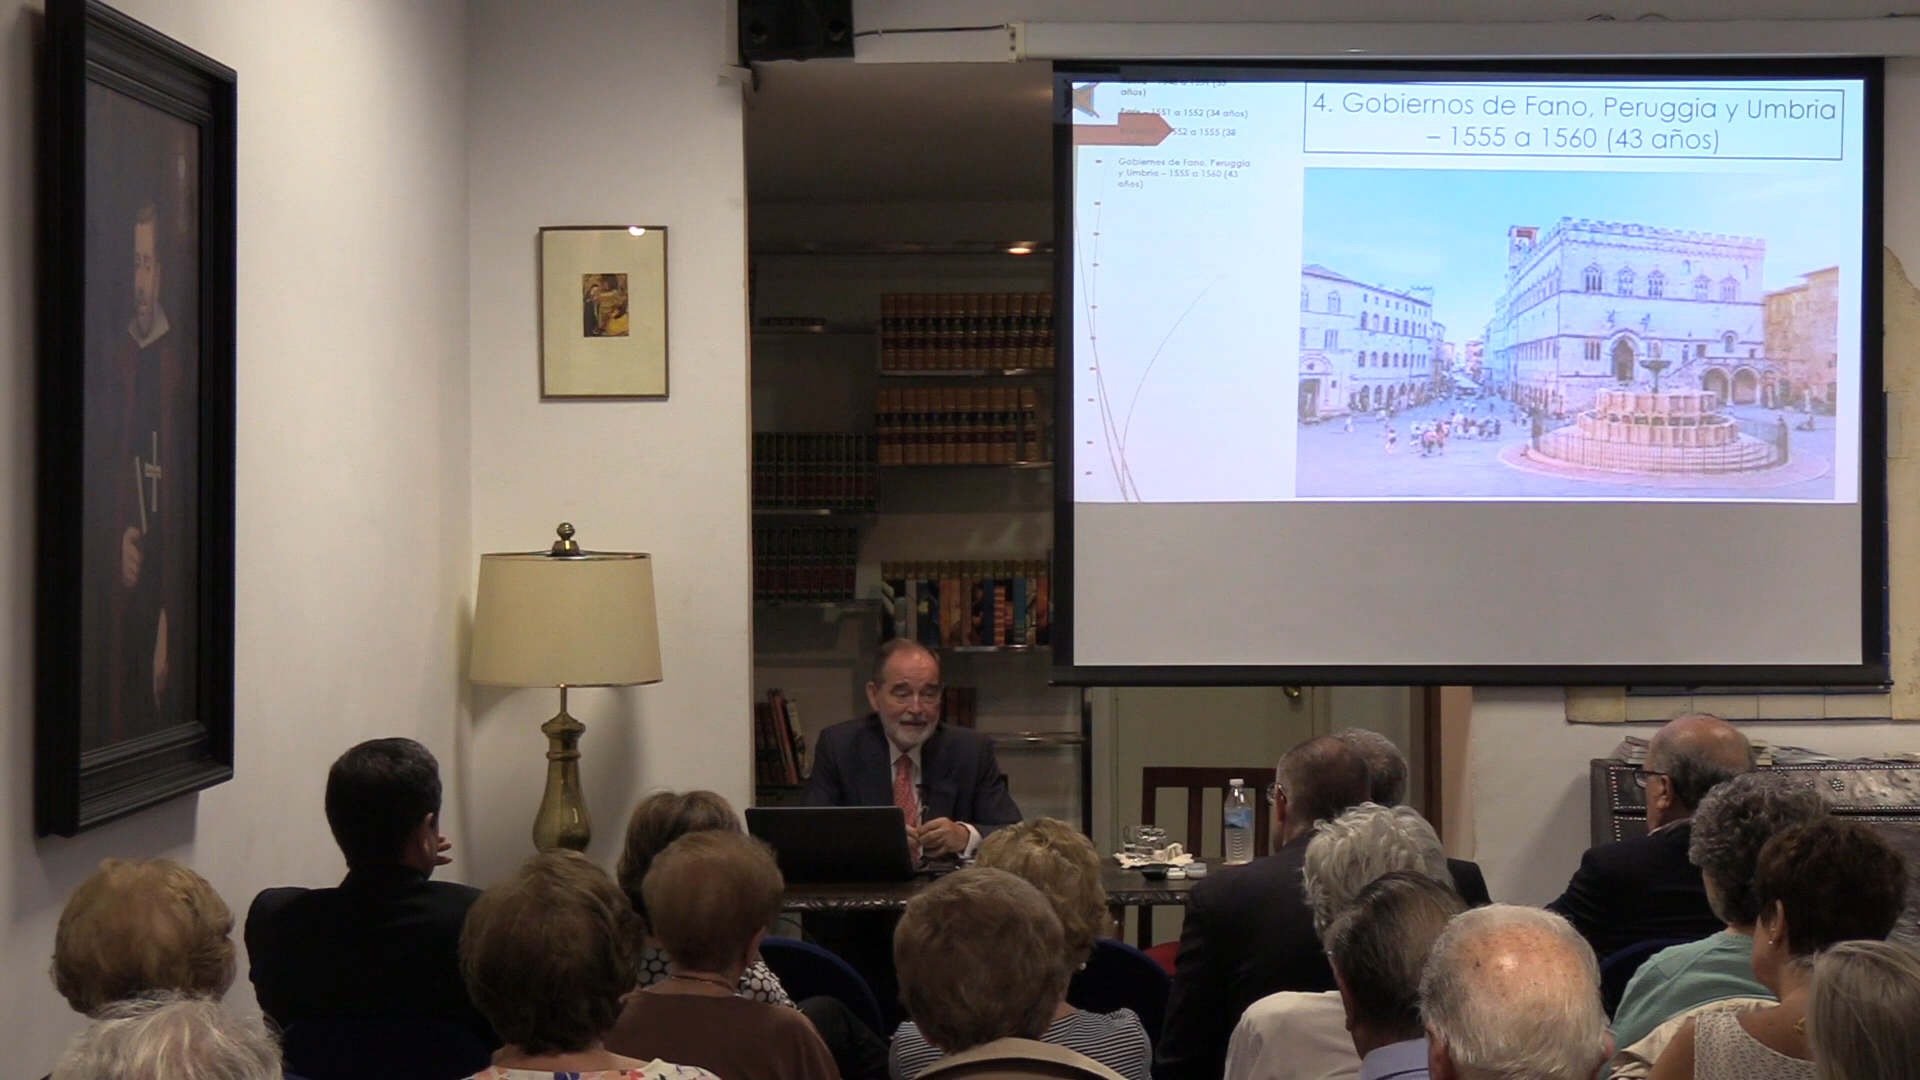 años)
1551 a 1552 (34 años)
552 a 1555 (38
Gobiernos de Fano, Peruggia
y Umbria – 1555 a 1560 (43
años)
4. Gobiernos de Fano, Peruggia y Umbria
– 1555 a 1560 (43 años)